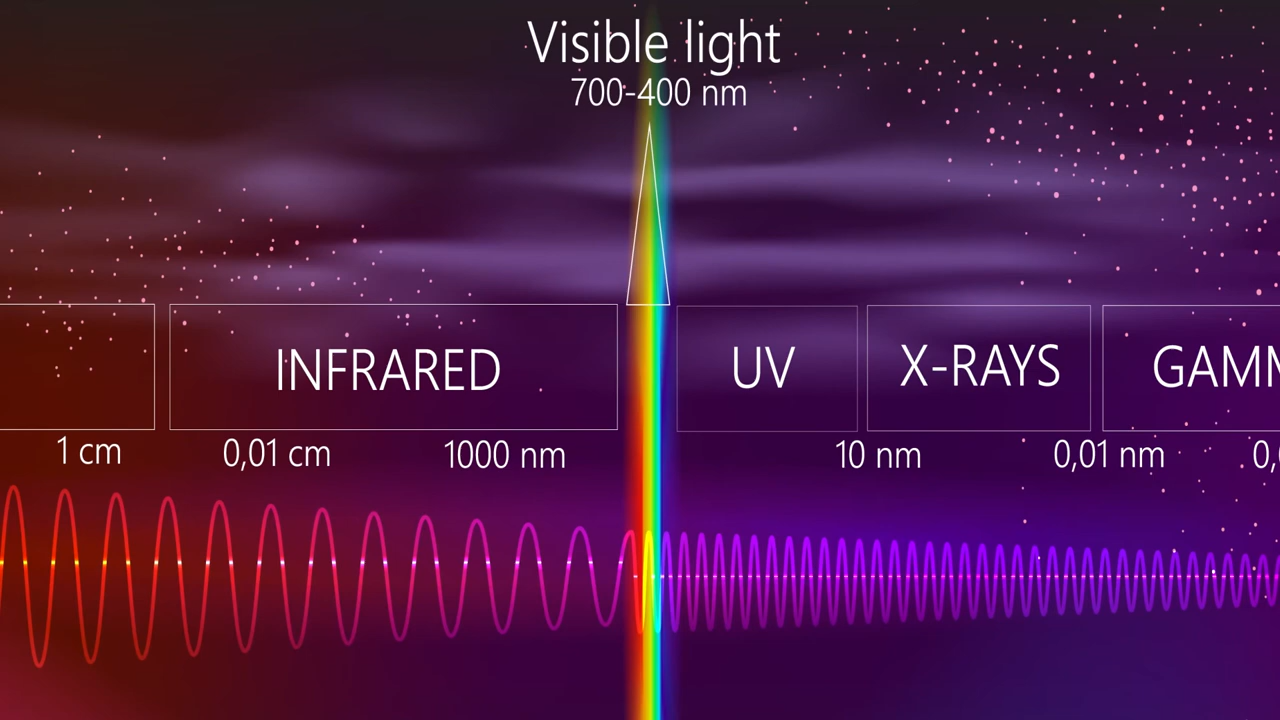 Visible light
700-400 nm
INFRARED
UV
X-RAYS
1 cm
0,01 cm
1000 nm
10 nm
0,01 nm